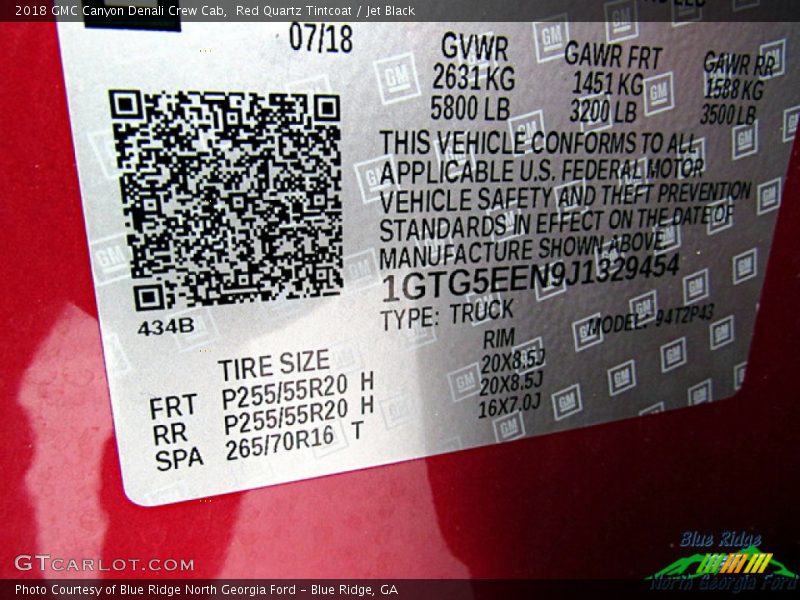 2018 GMC Canyon Denali Crew Cab, Red Quartz Tintcoat / Jet Black
07/18
GVWR GAWR FRT GAWR RR
2631 KG 1451 KG 1588 KG
5800 LB 3200 LB 3500 LB
THIS VEHICLE CONFORMS TO ALL
APPLICABLE U.S. FEDERAL MOTOR
VEHICLE SAFETY AND THEFT PREVENTION
STANDARDS IN EFFECT ON THE DATE OF
MANUFACTURE SHOWN ABOVE
1GTG5EEN9J1329454
434B
TYPE: TRUCK MODEL: 94T2P43
TIRE SIZE RIM
FRT P255/55R20 H 20X8.5J
RR P255/55R20 H 20X8.5J
SPA 265/70R16 T 16X7.0J
GM
GTCARLOT.COM
Blue Ridge
North Georgia Ford
Photo Courtesy of Blue Ridge North Georgia Ford – Blue Ridge, GA